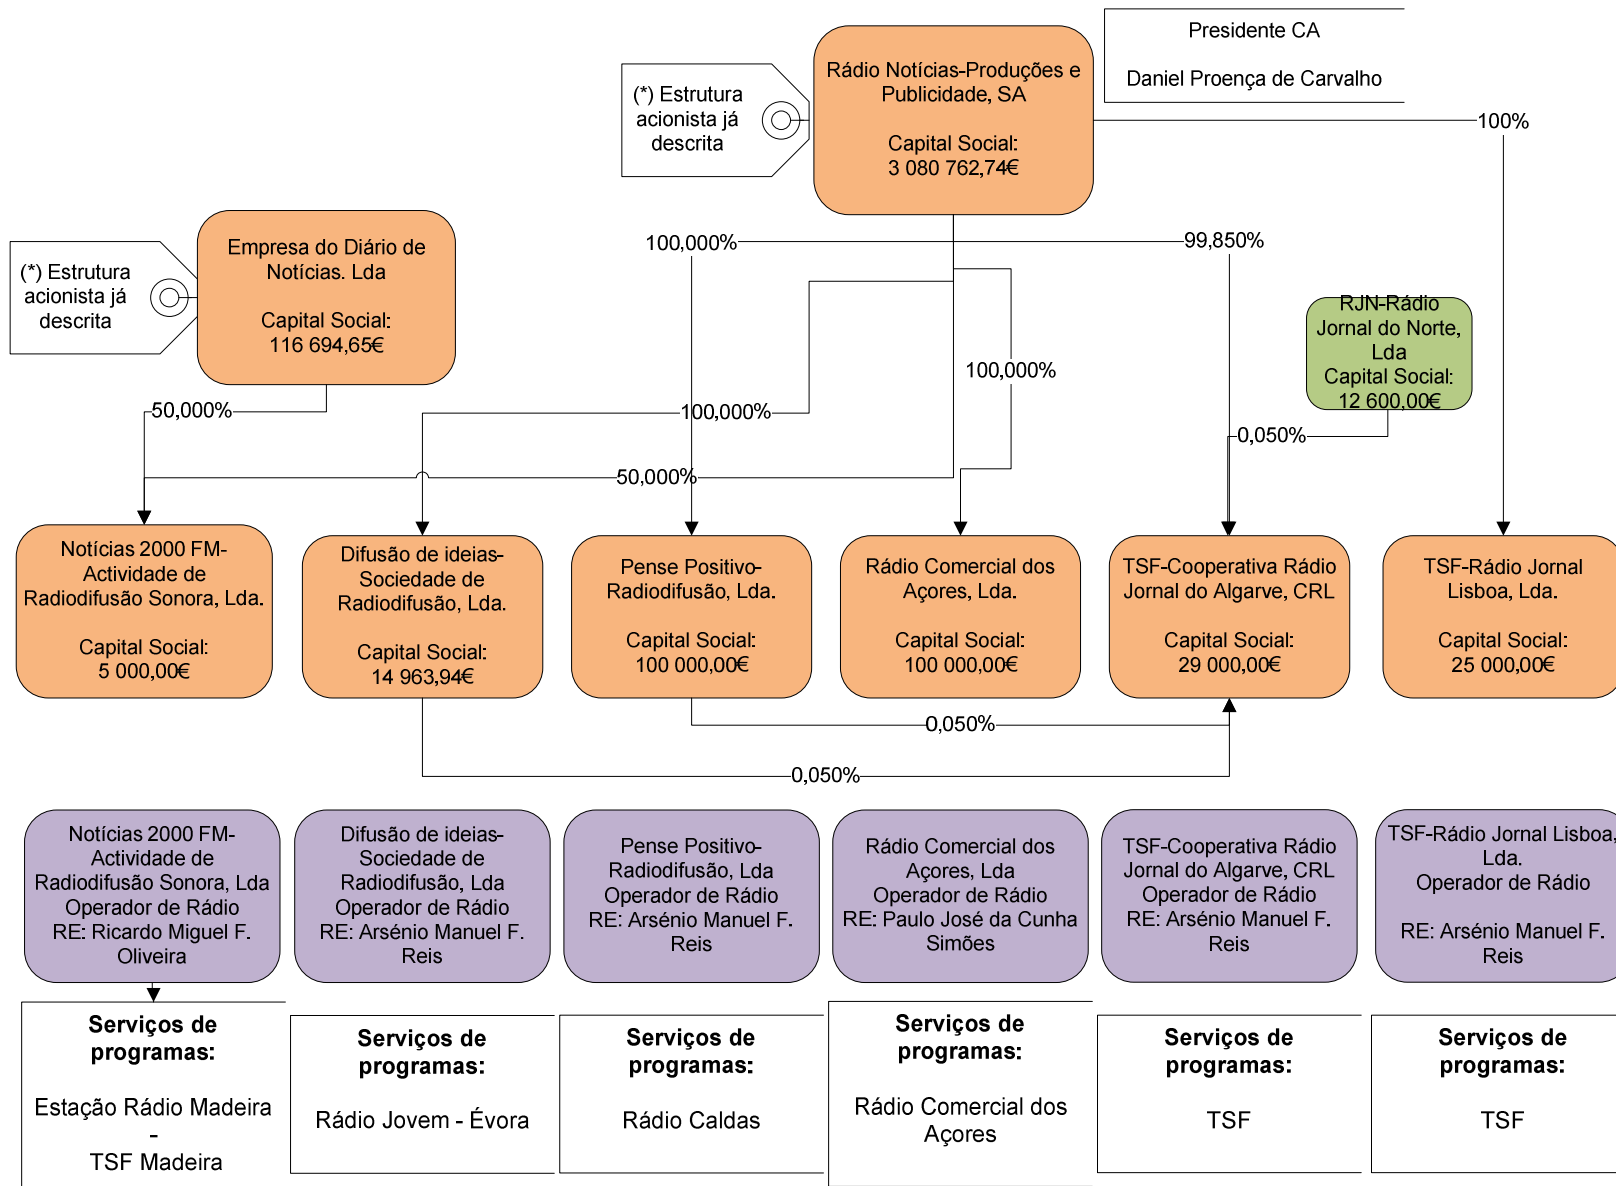 Presidente CA
Daniel Proença de Carvalho
Rádio Notícias-Produções e
Publicidade, SA
Capital Social:
3 080 762,74€
(*) Estrutura
acionista já
descrita
100%
Empresa do Diário de
Notícias. Lda
Capital Social:
116 694,65€
(*) Estrutura
acionista já
descrita
100,000%
99,850%
RJN-Rádio
Jornal do Norte,
Lda
Capital Social:
12 600,00€
100,000%
50,000%
100,000%
0,050%
50,000%
Notícias 2000 FM-
Actividade de
Radiodifusão Sonora, Lda.
Capital Social:
5 000,00€
Difusão de ideias-
Sociedade de
Radiodifusão, Lda.
Capital Social:
14 963,94€
Pense Positivo-
Radiodifusão, Lda.
Capital Social:
100 000,00€
Rádio Comercial dos
Açores, Lda.
Capital Social:
100 000,00€
TSF-Cooperativa Rádio
Jornal do Algarve, CRL
Capital Social:
29 000,00€
TSF-Rádio Jornal
Lisboa, Lda.
Capital Social:
25 000,00€
0,050%
0,050%
Notícias 2000 FM-
Actividade de
Radiodifusão Sonora, Lda
Operador de Rádio
RE: Ricardo Miguel F.
Oliveira
Difusão de ideias-
Sociedade de
Radiodifusão, Lda
Operador de Rádio
RE: Arsénio Manuel F.
Reis
Pense Positivo-
Radiodifusão, Lda
Operador de Rádio
RE: Arsénio Manuel F.
Reis
Rádio Comercial dos
Açores, Lda
Operador de Rádio
RE: Paulo José da Cunha
Simões
TSF-Cooperativa Rádio
Jornal do Algarve, CRL
Operador de Rádio
RE: Arsénio Manuel F.
Reis
TSF-Rádio Jornal Lisboa,
Lda.
Operador de Rádio
RE: Arsénio Manuel F.
Reis
Serviços de
programas:
Estação Rádio Madeira
-
TSF Madeira
Serviços de
programas:
Rádio Jovem - Évora
Serviços de
programas:
Rádio Caldas
Serviços de
programas:
Rádio Comercial dos
Açores
Serviços de
programas:
TSF
Serviços de
programas:
TSF